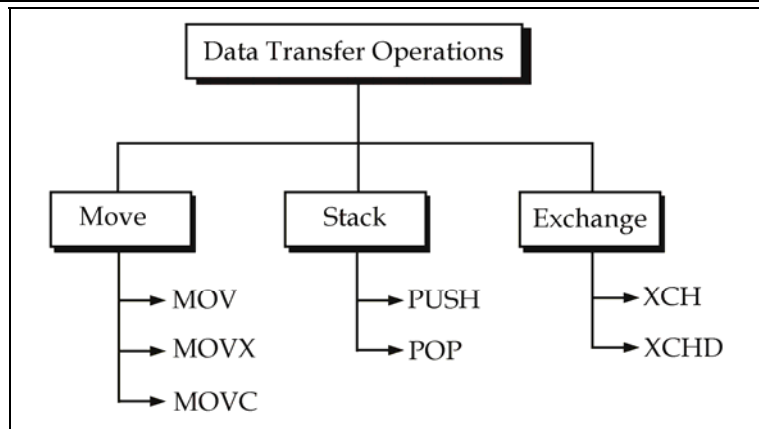 Data Transfer Operations
Move
Stack
Exchange
MOV
MOVX
MOVC
PUSH
POP
XCH
XCHD